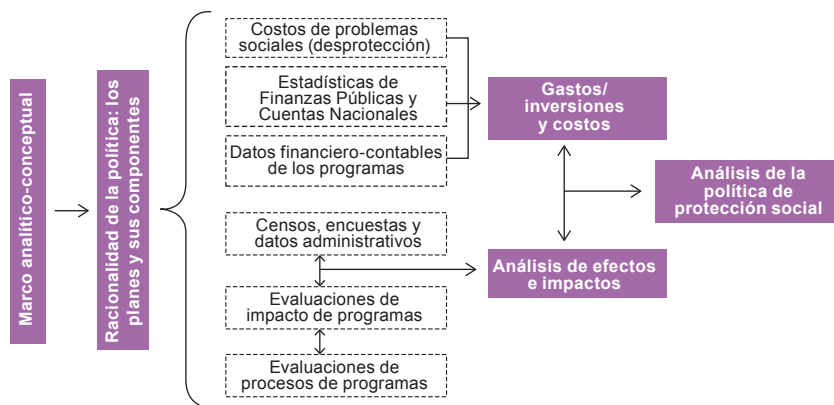 Marco analítico-conceptual
Racionalidad de la política: los
planes y sus componentes
Costos de problemas
sociales (desprotección)
Estadísticas de
Finanzas Públicas y
Cuentas Nacionales
Datos financiero-contables
de los programas
Censos, encuestas y
datos administrativos
Evaluaciones de
impacto de programas
Evaluaciones de
procesos de programas
Gastos/
inversiones
y costos
Análisis de efectos
e impactos
Análisis de la
política de
protección social